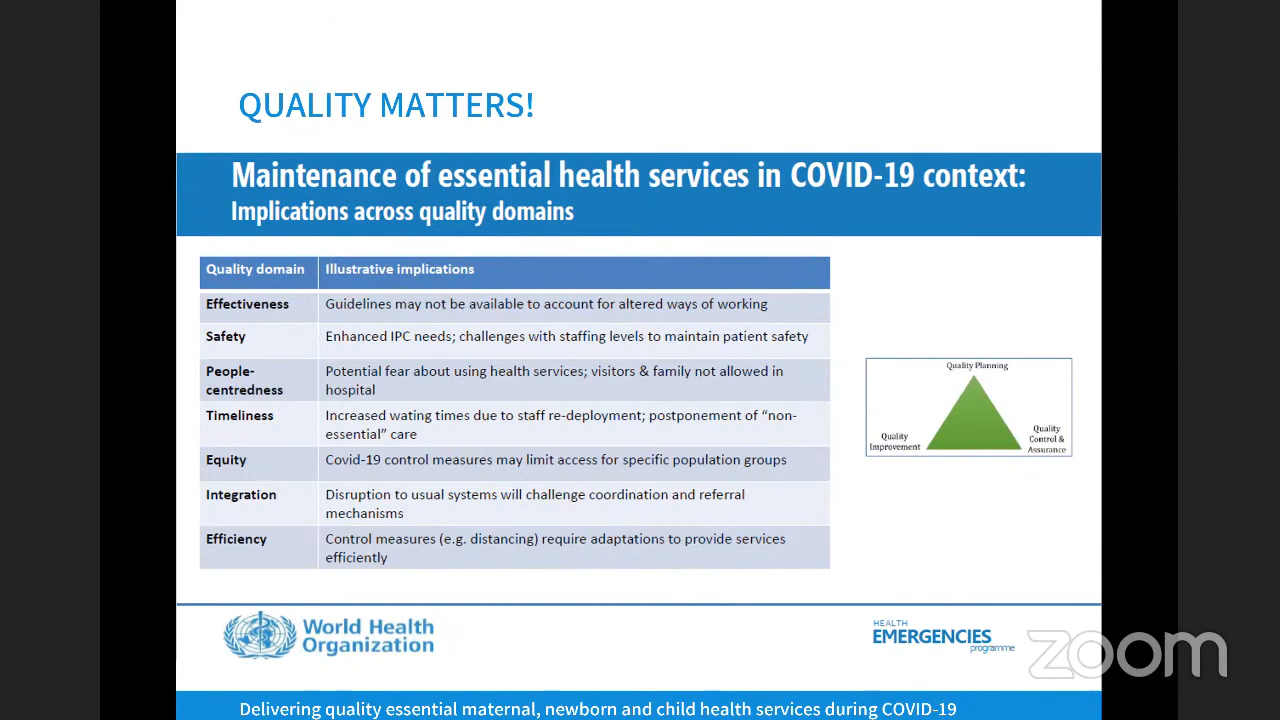 QUALITY MATTERS!
Maintenance of essential health services in COVID-19 context:
Implications across quality domains
Quality domain
Illustrative implications
Effectiveness
Guidelines may not be available to account for altered ways of working
Safety
Enhanced IPC needs; challenges with staffing levels to maintain patient safety
People-
centredness
Potential fear about using health services; visitors & family not allowed in
hospital
Timeliness
Increased wating times due to staff re-deployment; postponement of “non-
essential” care
Equity
Covid-19 control measures may limit access for specific population groups
Integration
Disruption to usual systems will challenge coordination and referral
mechanisms
Efficiency
Control measures (e.g. distancing) require adaptations to provide services
efficiently
Quality Planning
Quality
Improvement
Quality
Control &
Assurance
World Health
Organization
HEALTH
EMERGENCIES
programme
zoom
Delivering quality essential maternal, newborn and child health services during COVID-19